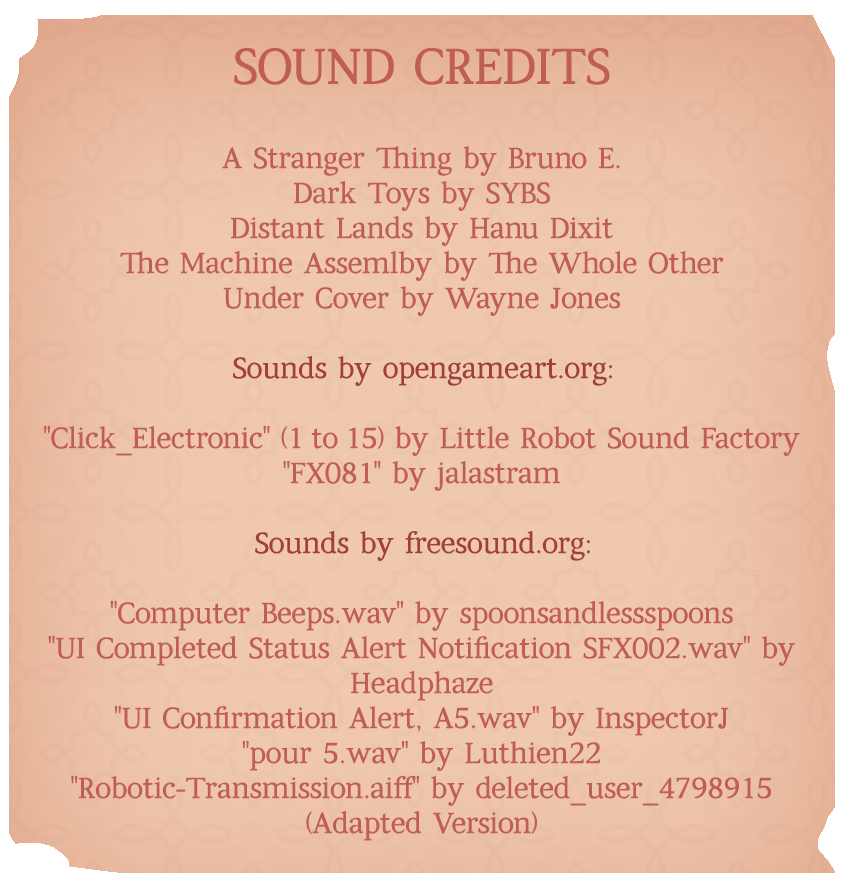 SOUND CREDITS
A Stranger Thing by Bruno E.
Dark Toys by SYBS
Distant Lands by Hanu Dixit
The Machine Assemlby by The Whole Other
Under Cover by Wayne Jones
Sounds by opengameart.org:
"Click_Electronic" (1 to 15) by Little Robot Sound Factory
"FX081" by jalastram
Sounds by freesound.org:
"Computer Beeps.wav" by spoonsandlessspoons
"UI Completed Status Alert Notification SFX002.wav" by
Headphaze
"UI Confirmation Alert, A5.wav" by InspectorJ
"pour 5.wav" by Luthien22
"Robotic-Transmission.aiff" by deleted_user_4798915
(Adapted Version)